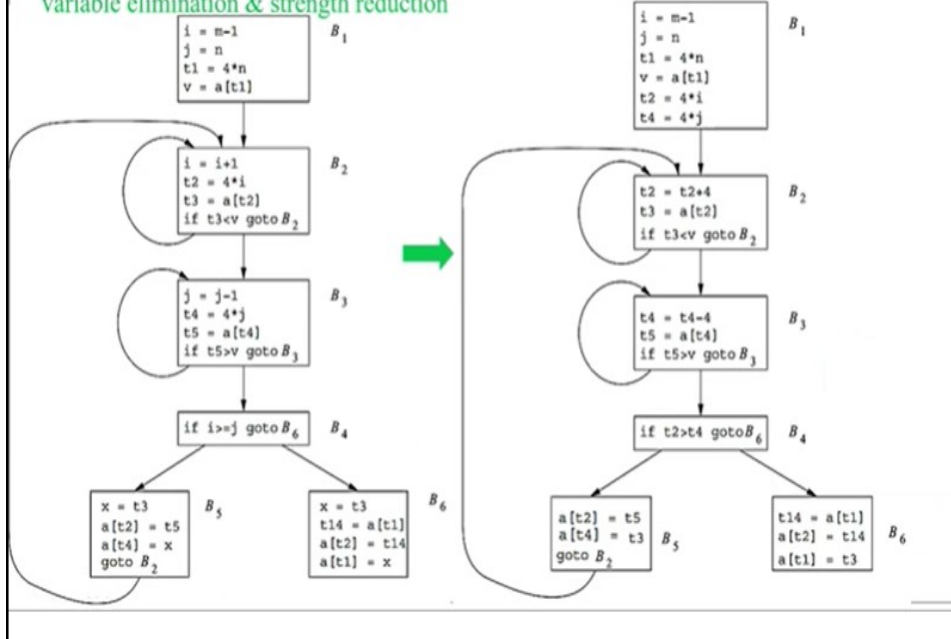 variable elimination & strength reduction
i = m-1
j = n
t1 = 4*n
v = a[t1]
B1
i = i+1
t2 = 4*i
t3 = a[t2]
if t3<v goto B2
B2
j = j-1
t4 = 4*j
t5 = a[t4]
if t5>v goto B3
B3
if i>=j goto B6
B4
x = t3
a[t2] = t5
a[t4] = x
goto B2
B5
x = t3
t14 = a[t1]
a[t2] = t14
a[t1] = x
B6
i = m-1
j = n
t1 = 4*n
v = a[t1]
t2 = 4*i
t4 = 4*j
B1
t2 = t2+4
t3 = a[t2]
if t3<v goto B2
B2
t4 = t4-4
t5 = a[t4]
if t5>v goto B3
B3
if t2>t4 gotoB6
B4
a[t2] = t5
a[t4] = t3
goto B2
B5
t14 = a[t1]
a[t2] = t14
a[t1] = t3
B6